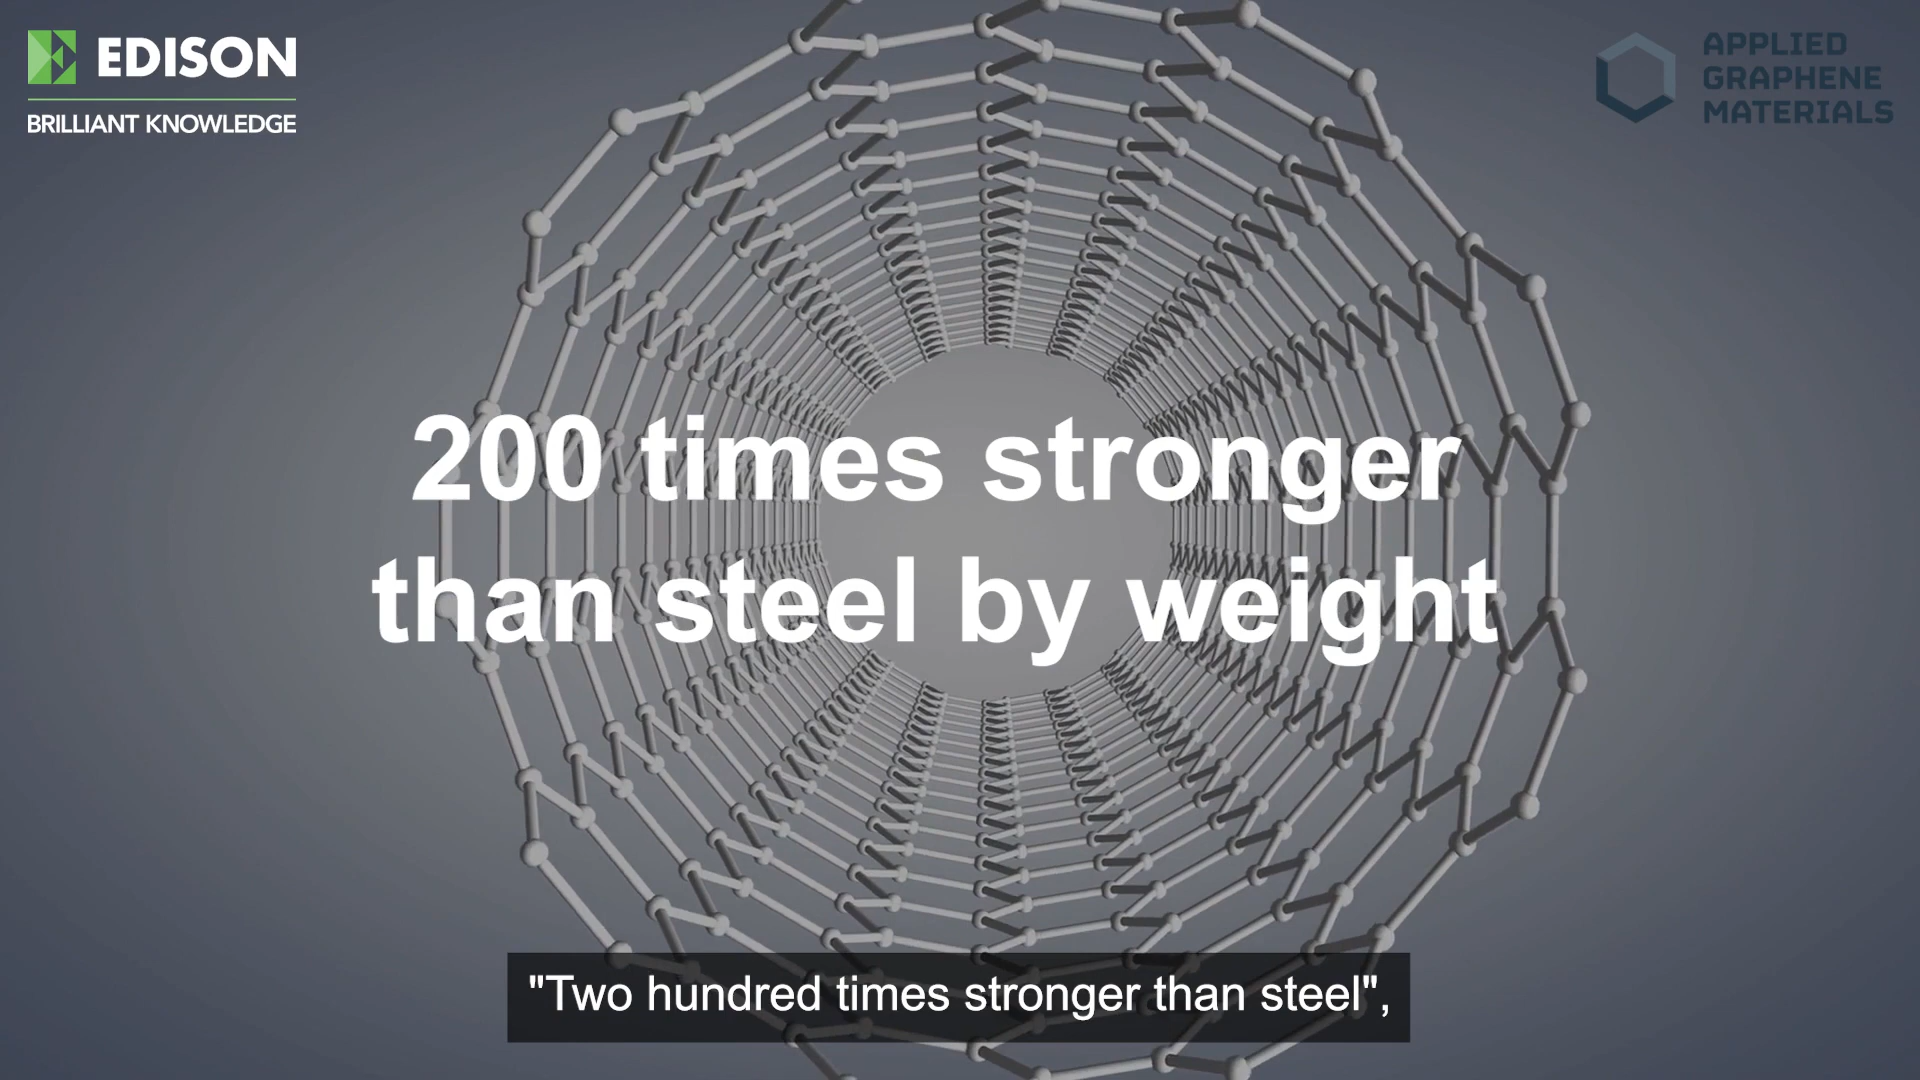 EDISON
BRILLIANT KNOWLEDGE
APPLIED
GRAPHENE
MATERIALS
200 times stronger
than steel by weight
"Two hundred times stronger than steel",